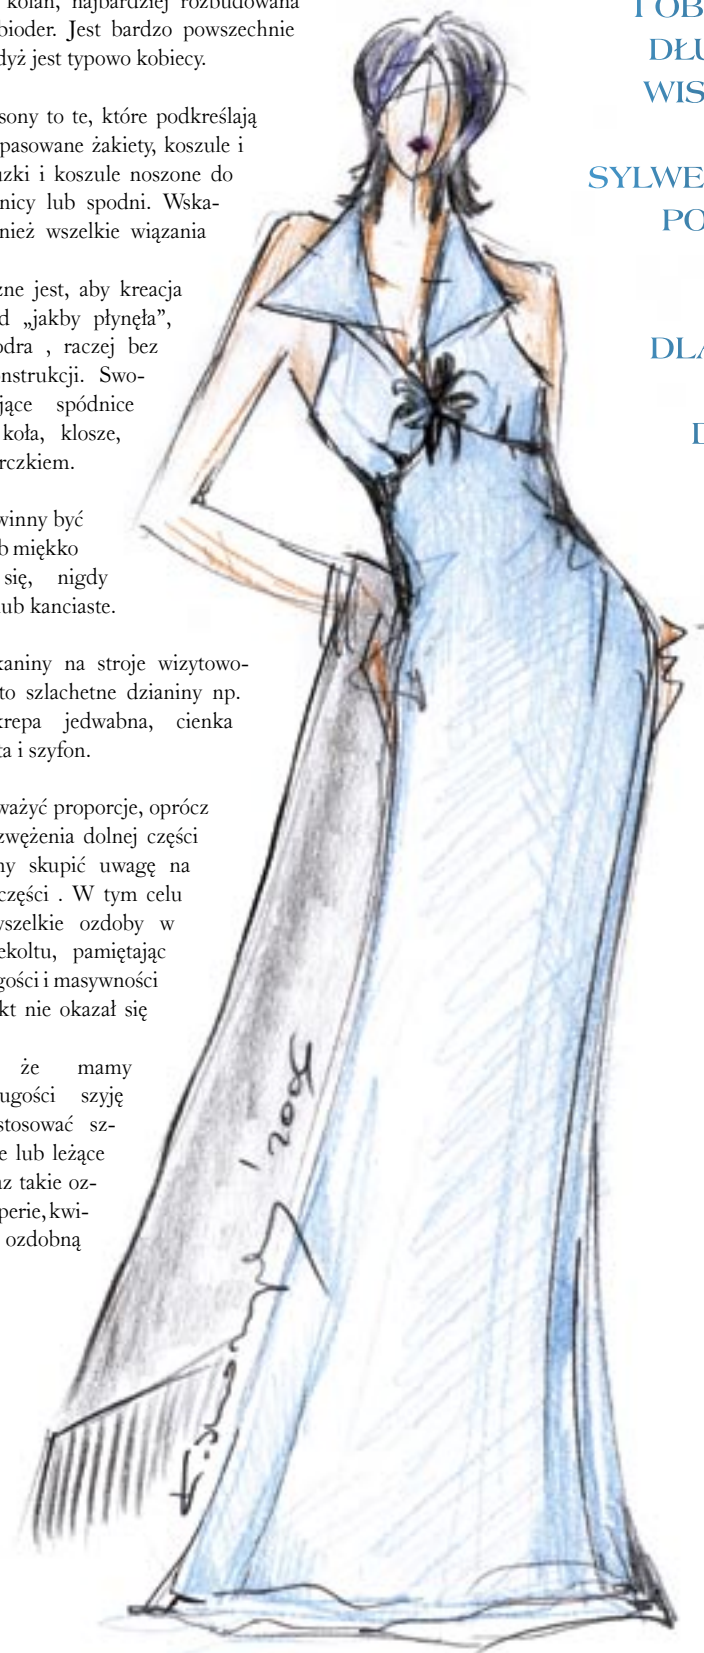 kolan, najbardziej rozbudowana
bioder. Jest bardzo powszechnie
dyż jest typowo kobiecy.
sony to te, które podkreślają
pasowane żakiety, koszule i
uzki i koszule noszone do
nicy lub spodni. Wska-
nież wszelkie wiązania
zne jest, aby kreacja
d „jakby płynęła”,
odra , raczej bez
nstrukcji. Swo-
jące spódnice
koła, klosze,
rczkiem.
winny być
b miękko
się, nigdy
lub kanciaste.
kaniny na stroje wizytowo-
to szlachetne dzianiny np.
krepa jedwabna, cienka
ta i szyfon.
ważyć proporcje, oprócz
zwężenia dolnej części
ny skupić uwagę na
części . W tym celu
yszelkie ozdoby w
ekoltu, pamiętając
gości i masywności
kt nie okazał się
że mamy
ugości szyję
stosować sz-
e lub leżące
az takie oz-
perie, kwi-
ozdobną
I OB
DŁU
WIS
SYLWE
PO
DLA
D